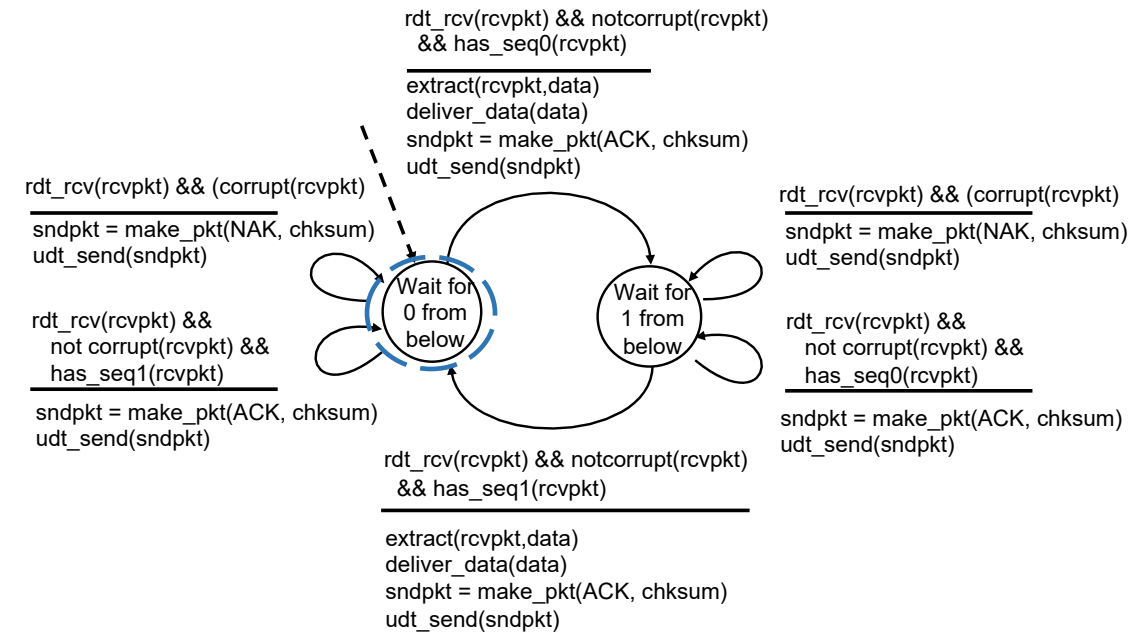 rdt_rcv(rcvpkt) && notcorrupt(rcvpkt)
&& has_seq0(rcvpkt)
extract(rcvpkt,data)
deliver_data(data)
sndpkt = make_pkt(ACK, chksum)
udt_send(sndpkt)
rdt_rcv(rcvpkt) && (corrupt(rcvpkt)
sndpkt = make_pkt(NAK, chksum)
udt_send(sndpkt)
rdt_rcv(rcvpkt) &&
not corrupt(rcvpkt) &&
has_seq1(rcvpkt)
sndpkt = make_pkt(ACK, chksum)
udt_send(sndpkt)
Wait for
0 from
below
Wait for
1 from
below
rdt_rcv(rcvpkt) && (corrupt(rcvpkt)
sndpkt = make_pkt(NAK, chksum)
udt_send(sndpkt)
rdt_rcv(rcvpkt) &&
not corrupt(rcvpkt) &&
has_seq0(rcvpkt)
sndpkt = make_pkt(ACK, chksum)
udt_send(sndpkt)
rdt_rcv(rcvpkt) && notcorrupt(rcvpkt)
&& has_seq1(rcvpkt)
extract(rcvpkt,data)
deliver_data(data)
sndpkt = make_pkt(ACK, chksum)
udt_send(sndpkt)